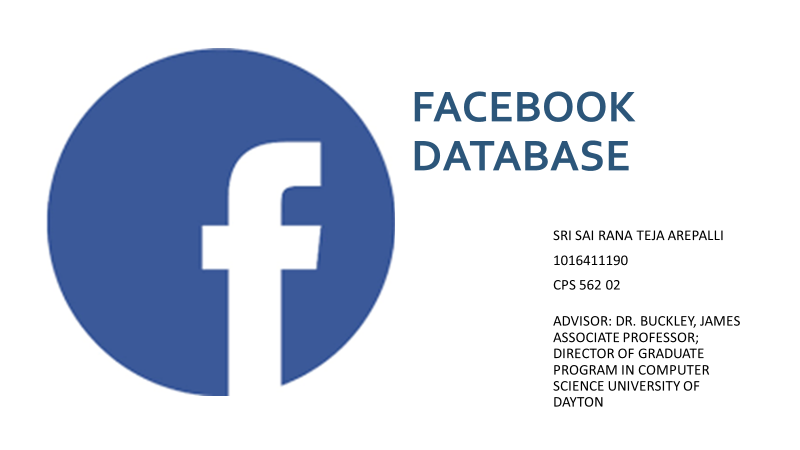 FACEBOOK
DATABASE
SRI SAI RANA TEJA AREPALLI
1016411190
CPS 562 02
ADVISOR: DR. BUCKLEY, JAMES
ASSOCIATE PROFESSOR;
DIRECTOR OF GRADUATE
PROGRAM IN COMPUTER
SCIENCE UNIVERSITY OF
DAYTON